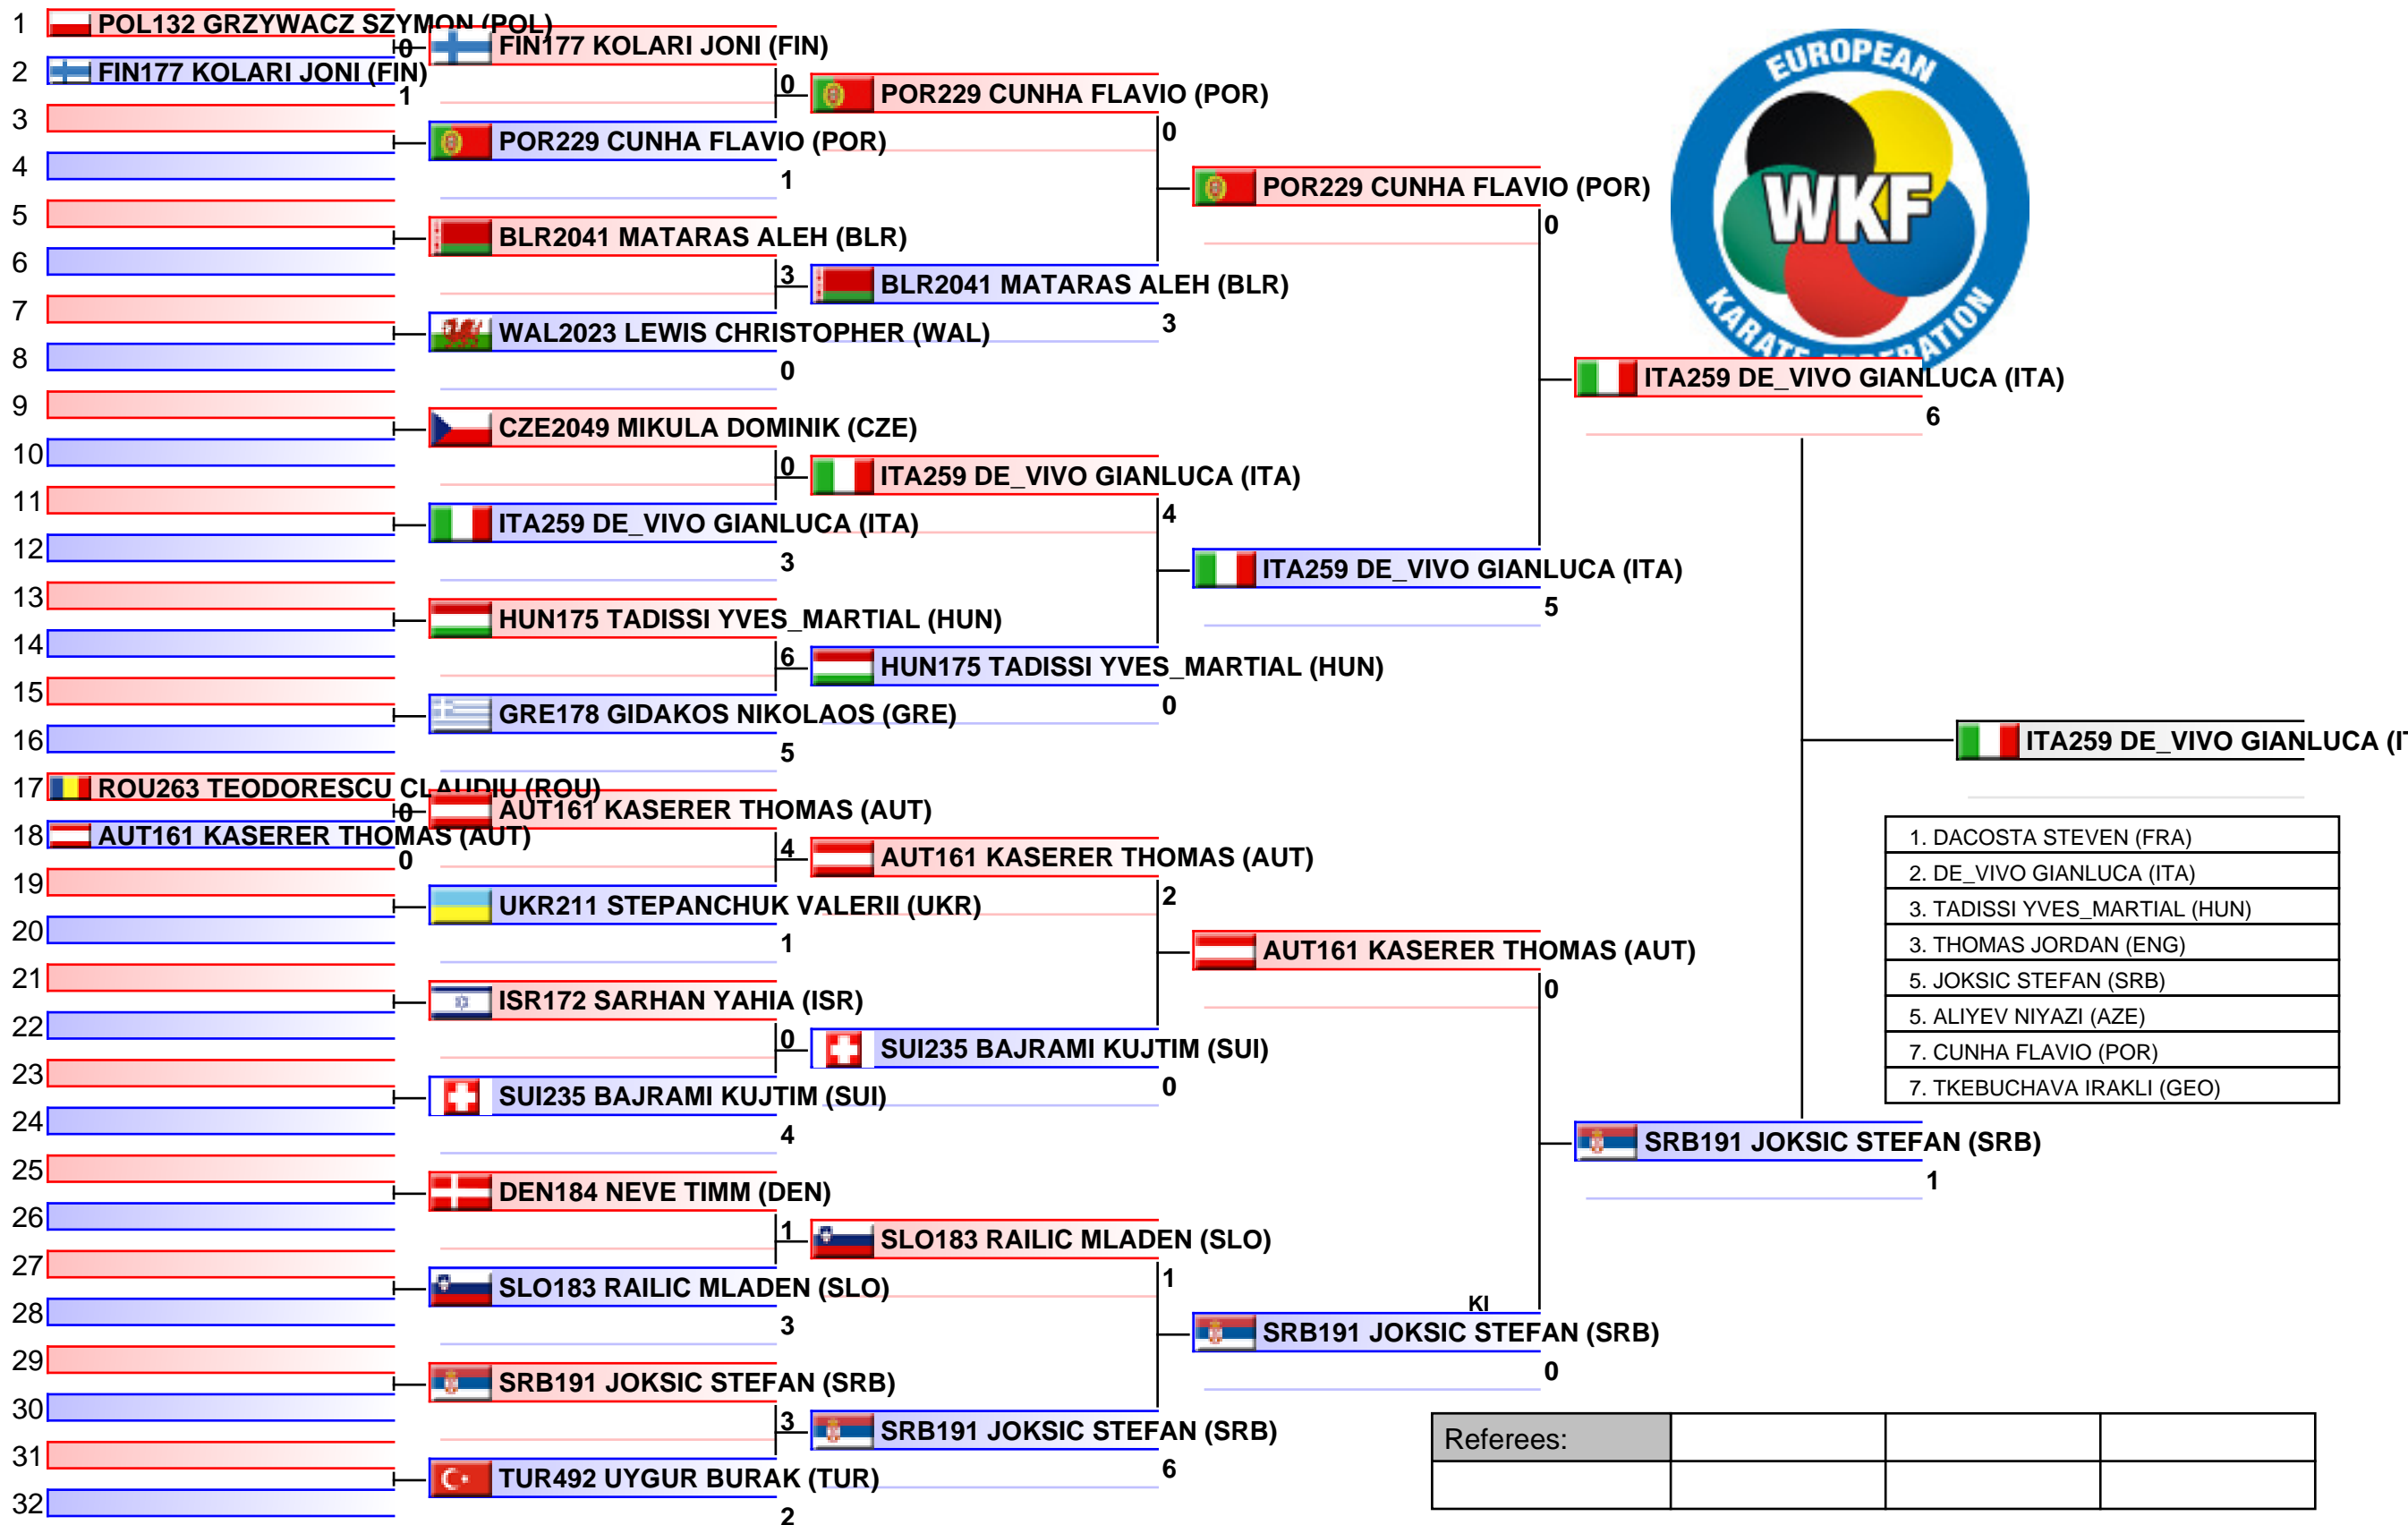 1 POL132 GRZYWACZ SZYMON (POL)
0
2 FIN177 KOLARI JONI (FIN)
1
3
4
5
6
7
8
9
10
11
12
13
14
15
16
17 ROU263 TEODORESCU CLAUDIU (ROU)
0
18 AUT161 KASERER THOMAS (AUT)
0
19
20
21
22
23
24
25
26
27
28
29
30
31
32
FIN177 KOLARI JONI (FIN)
0
POR229 CUNHA FLAVIO (POR)
1
BLR2041 MATARAS ALEH (BLR)
3
WAL2023 LEWIS CHRISTOPHER (WAL)
0
CZE2049 MIKULA DOMINIK (CZE)
0
ITA259 DE_VIVO GIANLUCA (ITA)
3
HUN175 TADISSI YVES_MARTIAL (HUN)
6
GRE178 GIDAKOS NIKOLAOS (GRE)
5
AUT161 KASERER THOMAS (AUT)
4
UKR211 STEPANCHUK VALERII (UKR)
1
ISR172 SARHAN YAHIA (ISR)
0
SUI235 BAJRAMI KUJTIM (SUI)
4
DEN184 NEVE TIMM (DEN)
1
SLO183 RAILIC MLADEN (SLO)
3
SRB191 JOKSIC STEFAN (SRB)
3
TUR492 UYGUR BURAK (TUR)
2
POR229 CUNHA FLAVIO (POR)
0
BLR2041 MATARAS ALEH (BLR)
3
ITA259 DE_VIVO GIANLUCA (ITA)
4
HUN175 TADISSI YVES_MARTIAL (HUN)
0
AUT161 KASERER THOMAS (AUT)
2
SUI235 BAJRAMI KUJTIM (SUI)
0
SLO183 RAILIC MLADEN (SLO)
1
SRB191 JOKSIC STEFAN (SRB)
6
POR229 CUNHA FLAVIO (POR)
0
ITA259 DE_VIVO GIANLUCA (ITA)
5
AUT161 KASERER THOMAS (AUT)
0
KI
SRB191 JOKSIC STEFAN (SRB)
0
EUROPEAN
WKF
KARATE FEDERATION
ITA259 DE_VIVO GIANLUCA (ITA)
6
SRB191 JOKSIC STEFAN (SRB)
1
ITA259 DE_VIVO GIANLUCA (IT
1. DACOSTA STEVEN (FRA)
2. DE_VIVO GIANLUCA (ITA)
3. TADISSI YVES_MARTIAL (HUN)
3. THOMAS JORDAN (ENG)
5. JOKSIC STEFAN (SRB)
5. ALIYEV NIYAZI (AZE)
7. CUNHA FLAVIO (POR)
7. TKEBUCHAVA IRAKLI (GEO)
Referees: